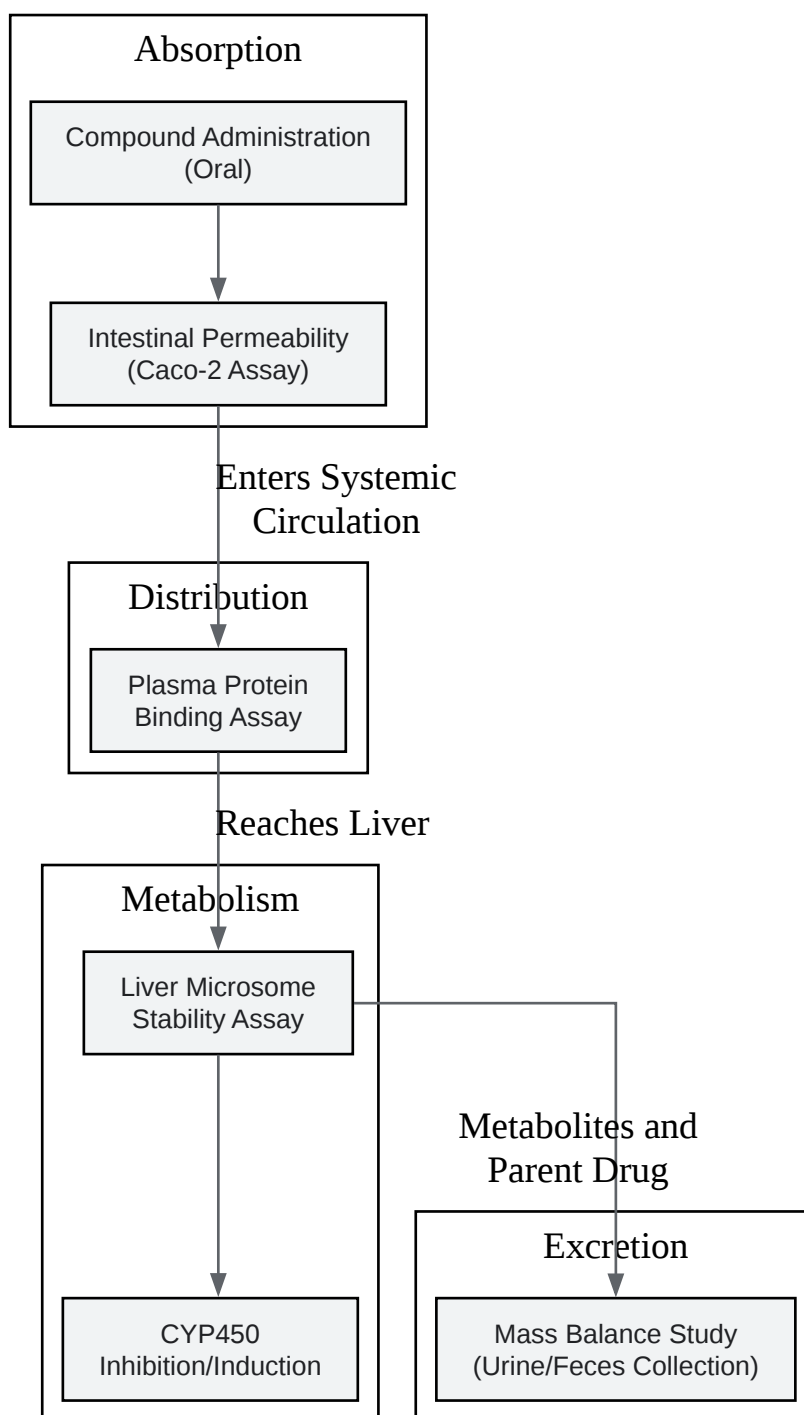 Absorption
Compound Administration
(Oral)
Intestinal Permeability
(Caco-2 Assay)
Enters Systemic
Circulation
Distribution
Plasma Protein
Binding Assay
Reaches Liver
Metabolism
Liver Microsome
Stability Assay
Metabolites and
Parent Drug
Excretion
CYP450
Inhibition/Induction
Mass Balance Study
(Urine/Feces Collection)